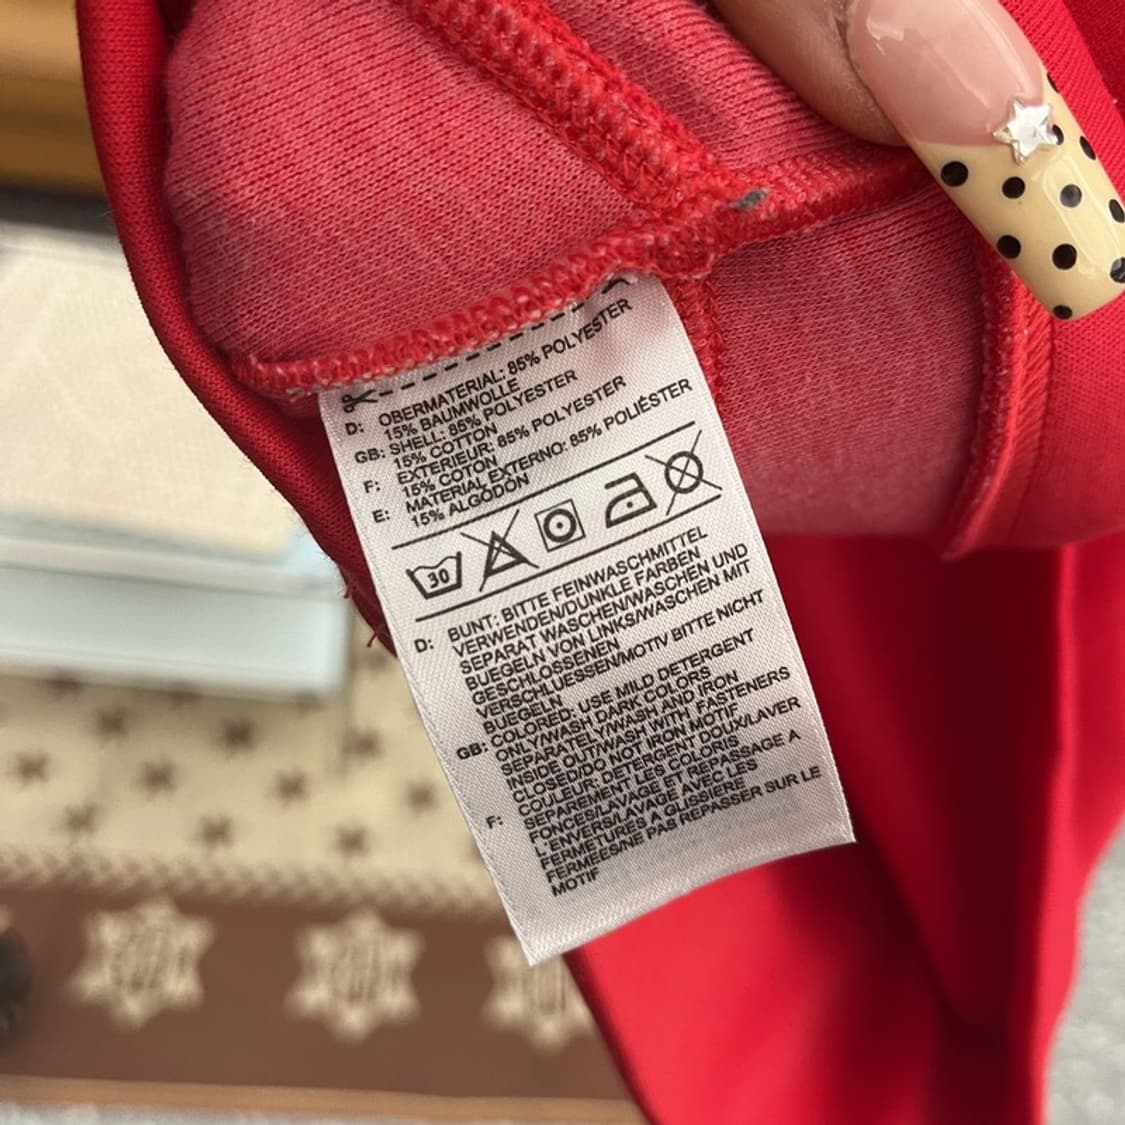 D: OBERMATERIAL: 85% POLYESTER
15% BAUMWOLLE
GB: SHELL: 85% POLYESTER
15% COTTON
F: EXTERIEUR: 85% POLYESTER
15% COTON
E: MATERIAL EXTERNO: 85% POLIÉSTER
15% ALGODÓN
30
D: BUNT: BITTE FEINWASCHMITTEL
VERWENDEN/DUNKLE FARBEN
SEPARAT WASCHEN/WASCHEN UND
BUEGELN VON LINKS/WASCHEN MIT
GESCHLOSSENEN
VERSCHLUESSEN/MOTIV BITTE NICHT
BUEGELN
GB: COLORED: USE MILD DETERGENT
ONLY/WASH DARK COLORS
SEPARATELY/WASH AND IRON
INSIDE OUT/WASH WITH FASTENERS
CLOSED/DO NOT IRON MOTIF
F: COULEUR: DETERGENT DOUX/LAVER
SEPAREMENT LES COLORIS
FONCES/LAVAGE ET REPASSAGE A
L'ENVERS/LAVAGE AVEC LES
FERMETURES A GLISSIERE
FERMEES/NE PAS REPASSER SUR LE
MOTIF